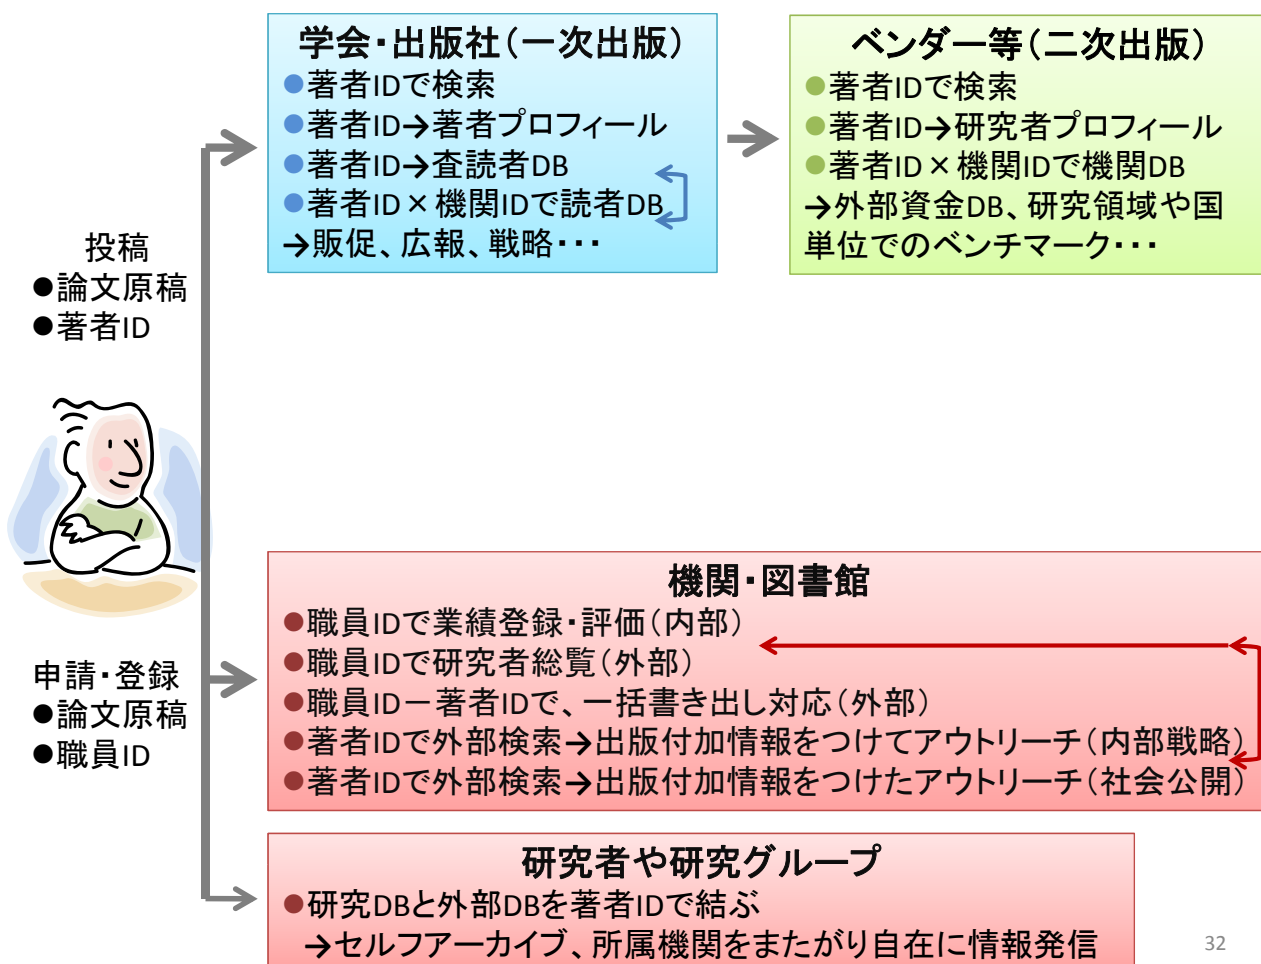 学会・出版社（一次出版）
●著者IDで検索
●著者ID→著者プロフィール
●著者ID→査読者DB
●著者ID×機関IDで読者DB
→販促、広報、戦略・・・
ベンダー等（二次出版）
●著者IDで検索
●著者ID→研究者プロフィール
●著者ID×機関IDで機関DB
→外部資金DB、研究領域や国
単位でのベンチマーク・・・
投稿
●論文原稿
●著者ID
申請・登録
●論文原稿
●職員ID
機関・図書館
●職員IDで業績登録・評価（内部）
●職員IDで研究者総覧（外部）
●職員ID－著者IDで、一括書き出し対応（外部）
●著者IDで外部検索→出版付加情報をつけてアウトリーチ（内部戦略）
●著者IDで外部検索→出版付加情報をつけたアウトリーチ（社会公開）
研究者や研究グループ
●研究DBと外部DBを著者IDで結ぶ
→セルフアーカイブ、所属機関をまたがり自在に情報発信
32